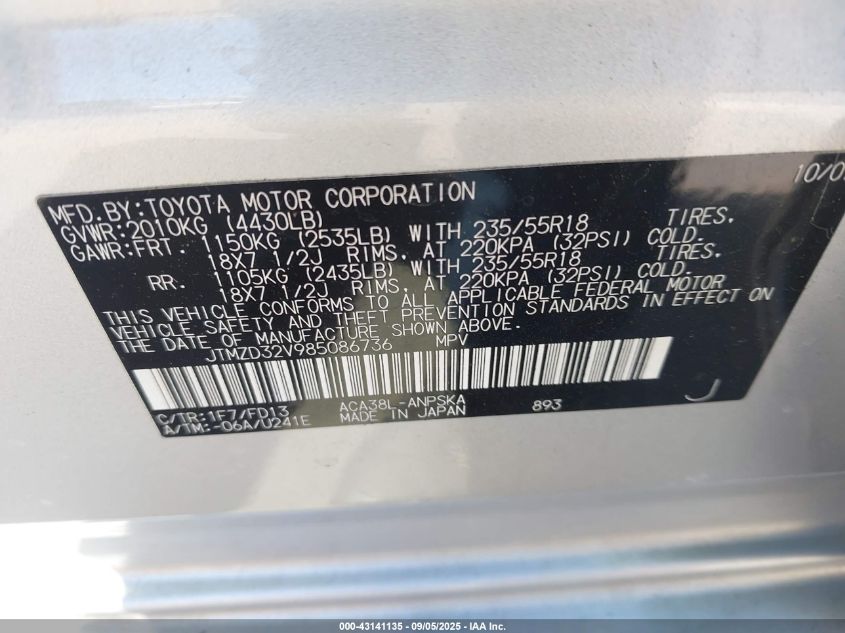 10/0
MFD.BY:TOYOTA MOTOR CORPORATION
GVWR:2010KG (4430LB)
GAWR:FRT. 1150KG (2535LB) WITH 235/55R18 TIRES,
18X7 1/2J RIMS, AT 220KPA (32PSI) COLD.
RR. 1105KG (2435LB) WITH 235/55R18 TIRES,
18X7 1/2J RIMS, AT 220KPA (32PSI) COLD.
THIS VEHICLE CONFORMS TO ALL APPLICABLE FEDERAL MOTOR
VEHICLE SAFETY AND THEFT PREVENTION STANDARDS IN EFFECT ON
THE DATE OF MANUFACTURE SHOWN ABOVE.
JTMZD32V985086736 MPV
C/TR:1F7/FD13 ACA38L-ANPSKA 893 J
A/TM:-06A/U241E MADE IN JAPAN
000-43141135 - 09/05/2025 - IAA Inc.